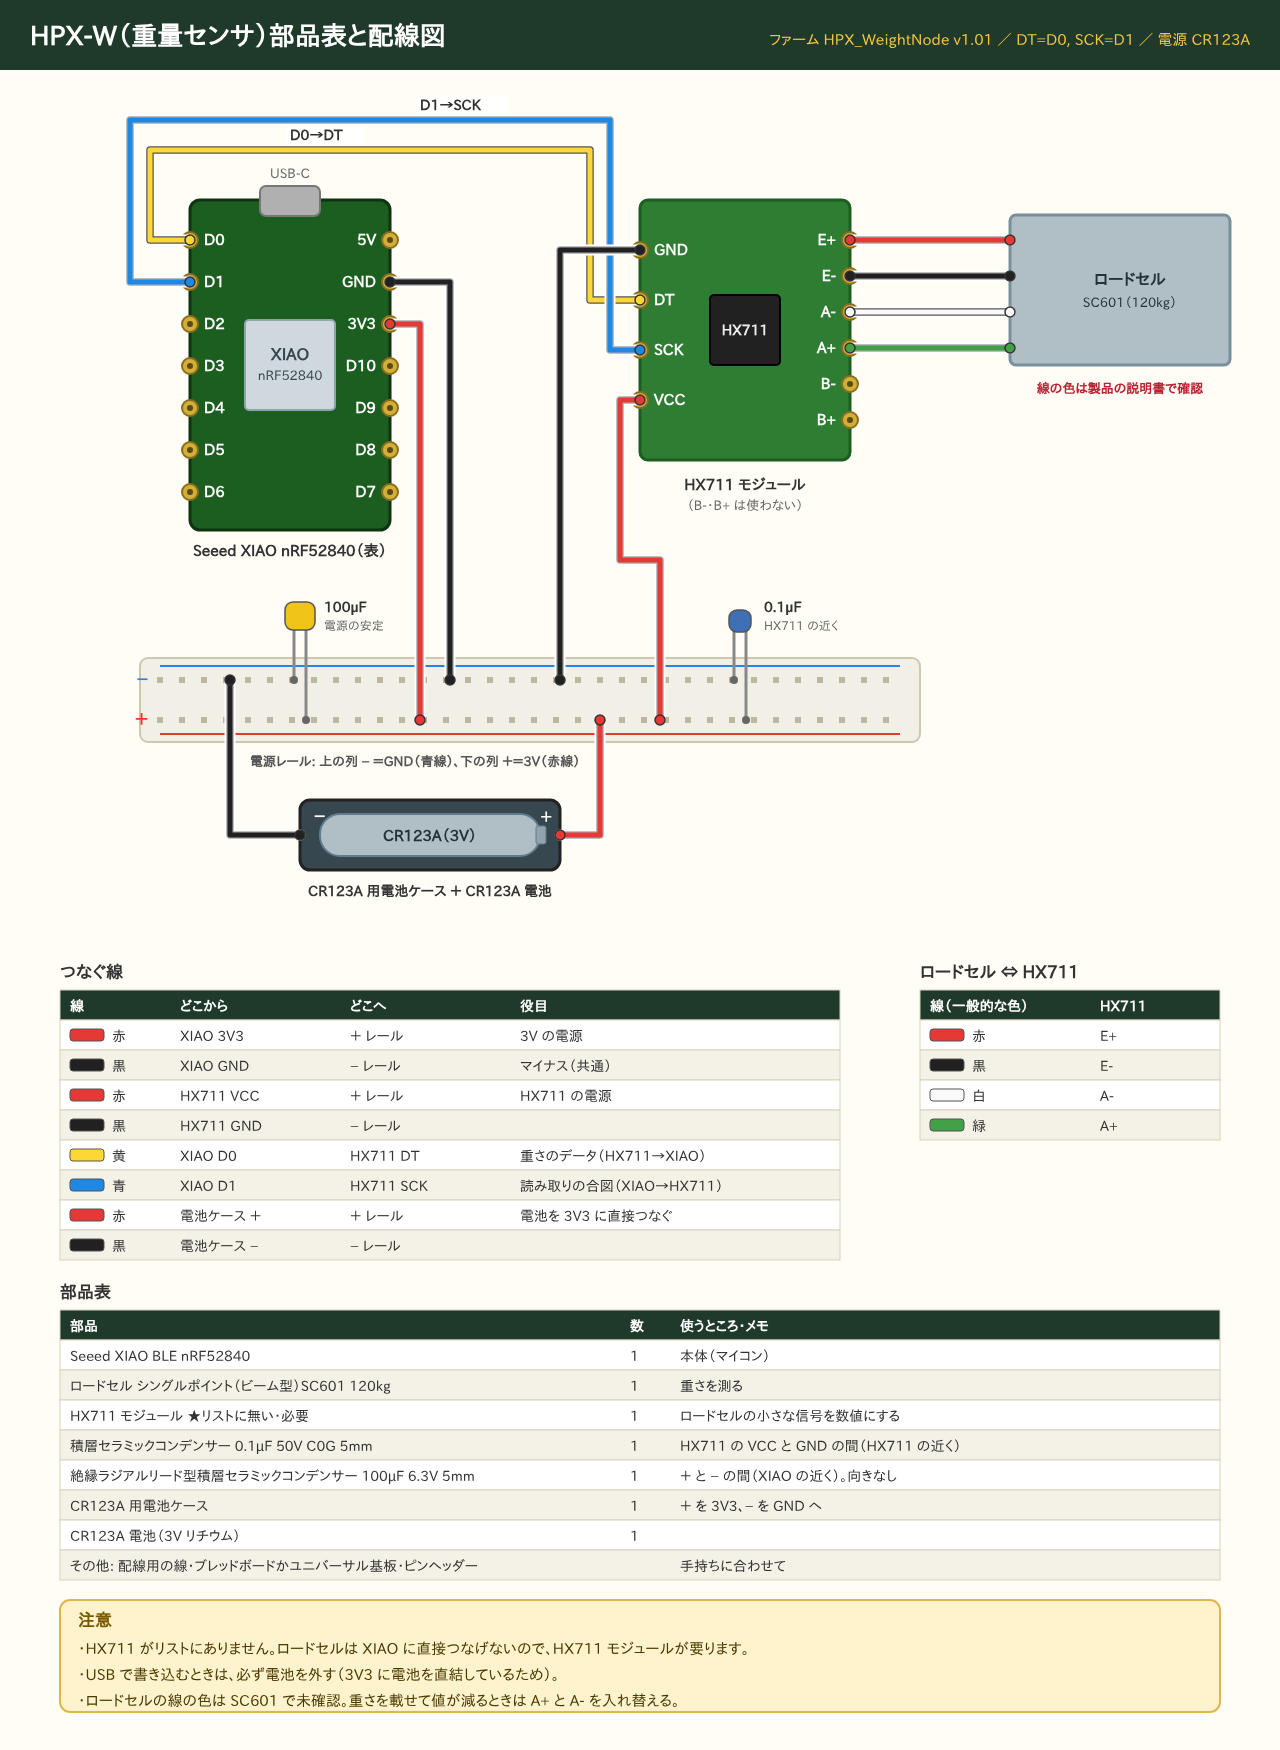 HPX-W（重量センサ）部品表と配線図
ファーム HPX_WeightNode v1.01 ／ DT=D0, SCK=D1 ／ 電源 CR123A
D1→SCK
D0→DT
USB-C
D0 5V
D1 GND
D2 3V3
D3 D10
D4 D9
D5 D8
D6 D7
XIAO
nRF52840
Seeed XIAO nRF52840（表）
GND
DT
SCK
VCC
HX711
E+
E-
A-
A+
B-
B+
HX711 モジュール
（B-・B+ は使わない）
ロードセル
SC601（120kg）
線の色は製品の説明書で確認
100µF
電源の安定
0.1µF
HX711 の近く
−
+
電源レール: 上の列 − ＝GND（青線）、下の列 ＋＝3V（赤線）
− +
CR123A（3V）
CR123A 用電池ケース ＋ CR123A 電池
つなぐ線
線 どこから どこへ 役目
赤 XIAO 3V3 ＋ レール 3V の電源
黒 XIAO GND − レール マイナス（共通）
赤 HX711 VCC ＋ レール HX711 の電源
黒 HX711 GND − レール
黄 XIAO D0 HX711 DT 重さのデータ（HX711→XIAO）
青 XIAO D1 HX711 SCK 読み取りの合図（XIAO→HX711）
赤 電池ケース ＋ ＋ レール 電池を 3V3 に直接つなぐ
黒 電池ケース − − レール
ロードセル ⇔ HX711
線（一般的な色） HX711
赤 E+
黒 E-
白 A-
緑 A+
部品表
部品 数 使うところ・メモ
Seeed XIAO BLE nRF52840 1 本体（マイコン）
ロードセル シングルポイント（ビーム型）SC601 120kg 1 重さを測る
HX711 モジュール ★リストに無い・必要 1 ロードセルの小さな信号を数値にする
積層セラミックコンデンサー 0.1µF 50V C0G 5mm 1 HX711 の VCC と GND の間（HX711 の近く）
絶縁ラジアルリード型積層セラミックコンデンサー 100µF 6.3V 5mm 1 ＋ と − の間（XIAO の近く）。向きなし
CR123A 用電池ケース 1 ＋ を 3V3、− を GND へ
CR123A 電池（3V リチウム） 1
その他: 配線用の線・ブレッドボードかユニバーサル基板・ピンヘッダー 手持ちに合わせて
注意
・HX711 がリストにありません。ロードセルは XIAO に直接つなげないので、HX711 モジュールが要ります。
・USB で書き込むときは、必ず電池を外す（3V3 に電池を直結しているため）。
・ロードセルの線の色は SC601 で未確認。重さを載せて値が減るときは A+ と A- を入れ替える。